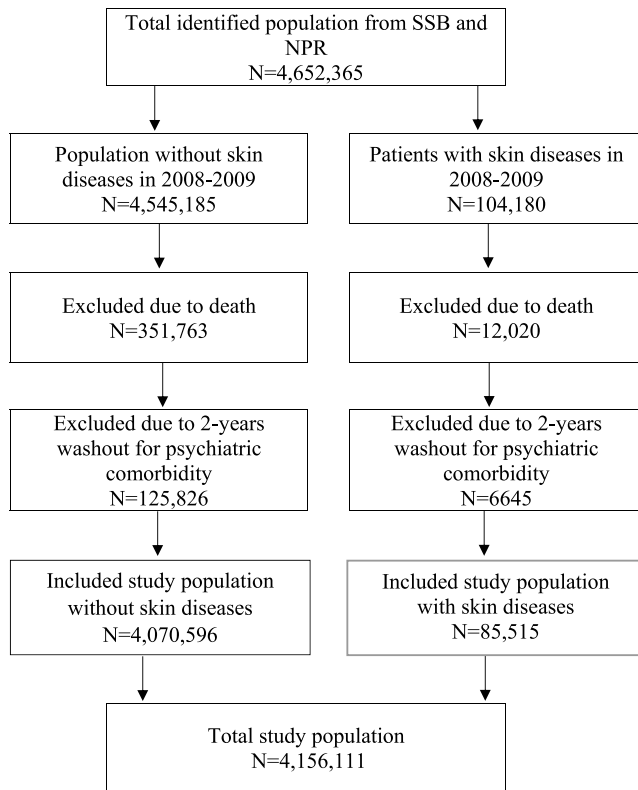 Total identified population from SSB and
NPR
N=4,652,365
Population without skin
diseases in 2008-2009
N=4,545,185
Patients with skin diseases in
2008-2009
N=104,180
Excluded due to death
N=351,763
Excluded due to death
N=12,020
Excluded due to 2-years
washout for psychiatric
comorbidity
N=125,826
Excluded due to 2-years
washout for psychiatric
comorbidity
N=6645
Included study population
without skin diseases
N=4,070,596
Included study population
with skin diseases
N=85,515
Total study population
N=4,156,111